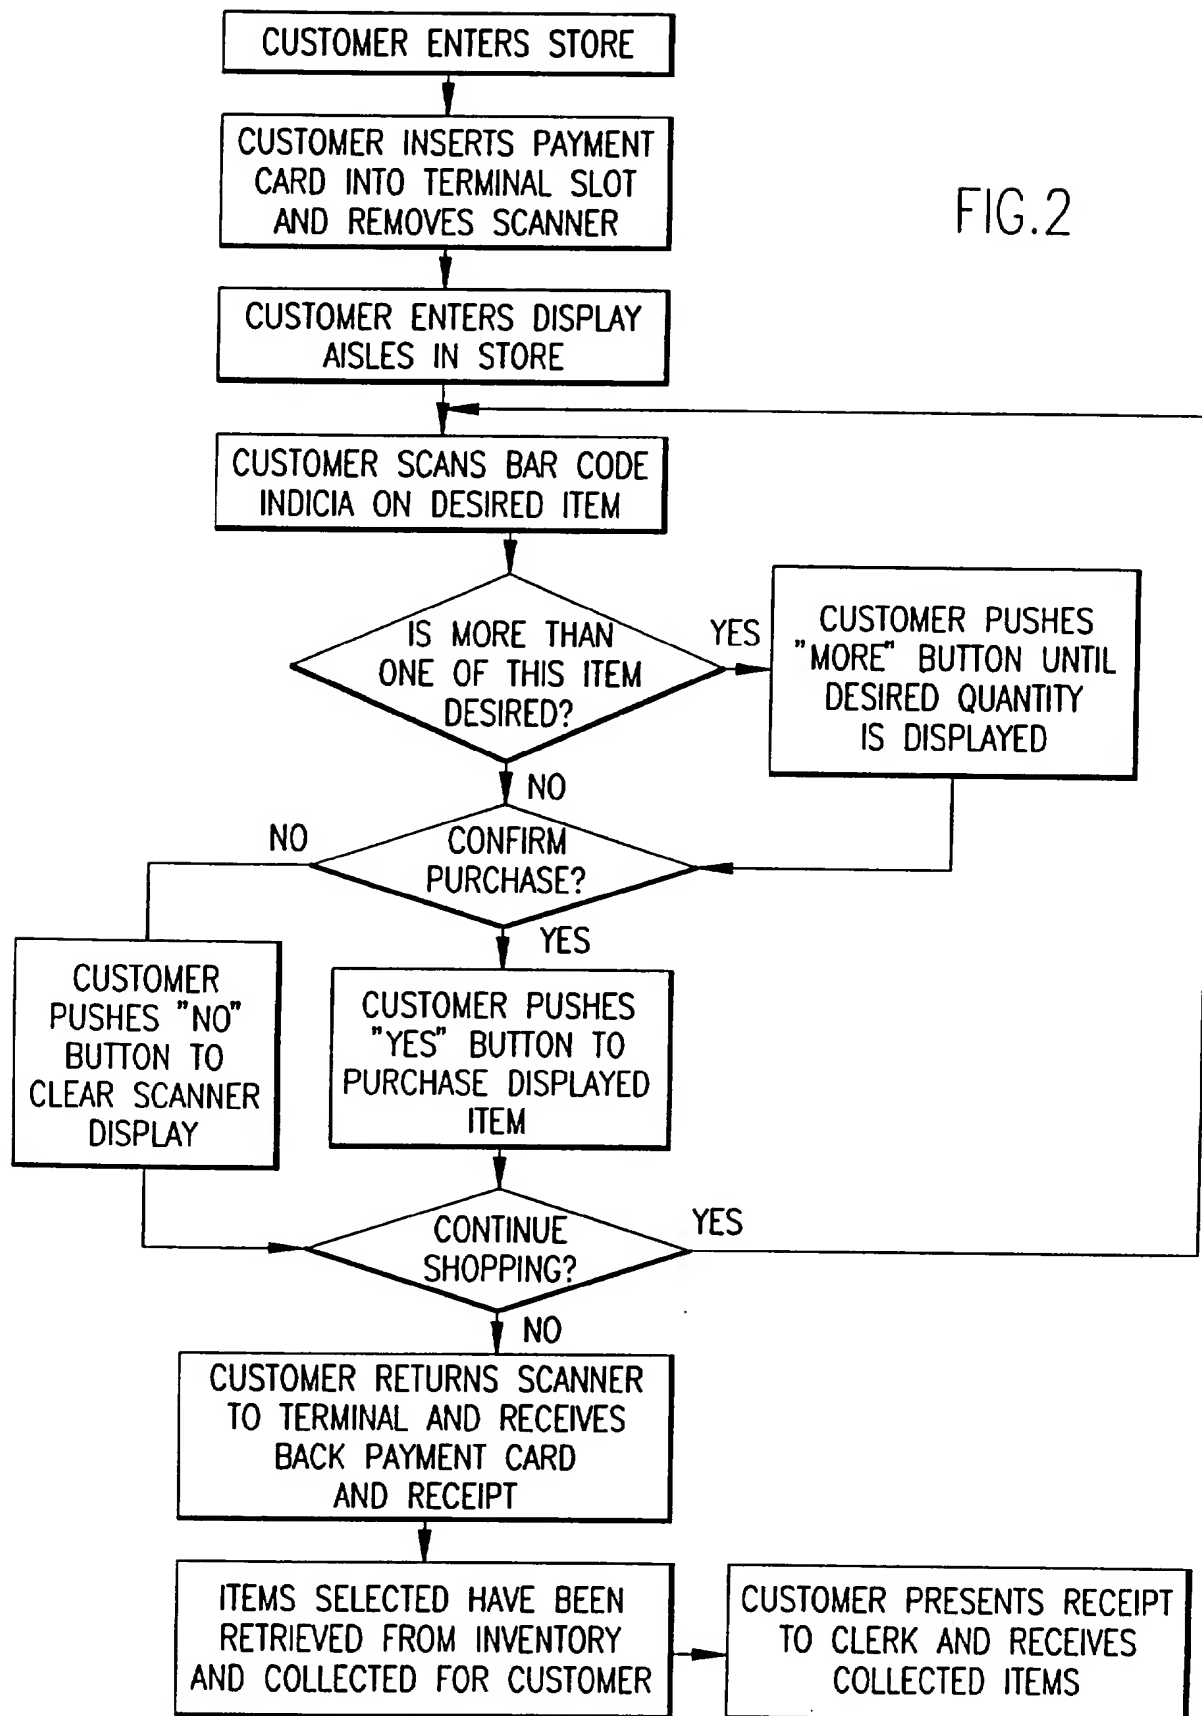 CUSTOMER ENTERS STORE
CUSTOMER INSERTS PAYMENT
CARD INTO TERMINAL SLOT
AND REMOVES SCANNER
FIG.2
CUSTOMER ENTERS DISPLAY
AISLES IN STORE
CUSTOMER SCANS BAR CODE
INDICIA ON DESIRED ITEM
IS MORE THAN
ONE OF THIS ITEM
DESIRED?
YES
CUSTOMER PUSHES
"MORE" BUTTON UNTIL
DESIRED QUANTITY
IS DISPLAYED
NO
CONFIRM
PURCHASE?
NO
YES
CUSTOMER
PUSHES "NO"
BUTTON TO
CLEAR SCANNER
DISPLAY
CUSTOMER PUSHES
"YES" BUTTON TO
PURCHASE DISPLAYED
ITEM
CONTINUE
SHOPPING?
YES
NO
CUSTOMER RETURNS SCANNER
TO TERMINAL AND RECEIVES
BACK PAYMENT CARD
AND RECEIPT
ITEMS SELECTED HAVE BEEN
RETRIEVED FROM INVENTORY
AND COLLECTED FOR CUSTOMER
CUSTOMER PRESENTS RECEIPT
TO CLERK AND RECEIVES
COLLECTED ITEMS